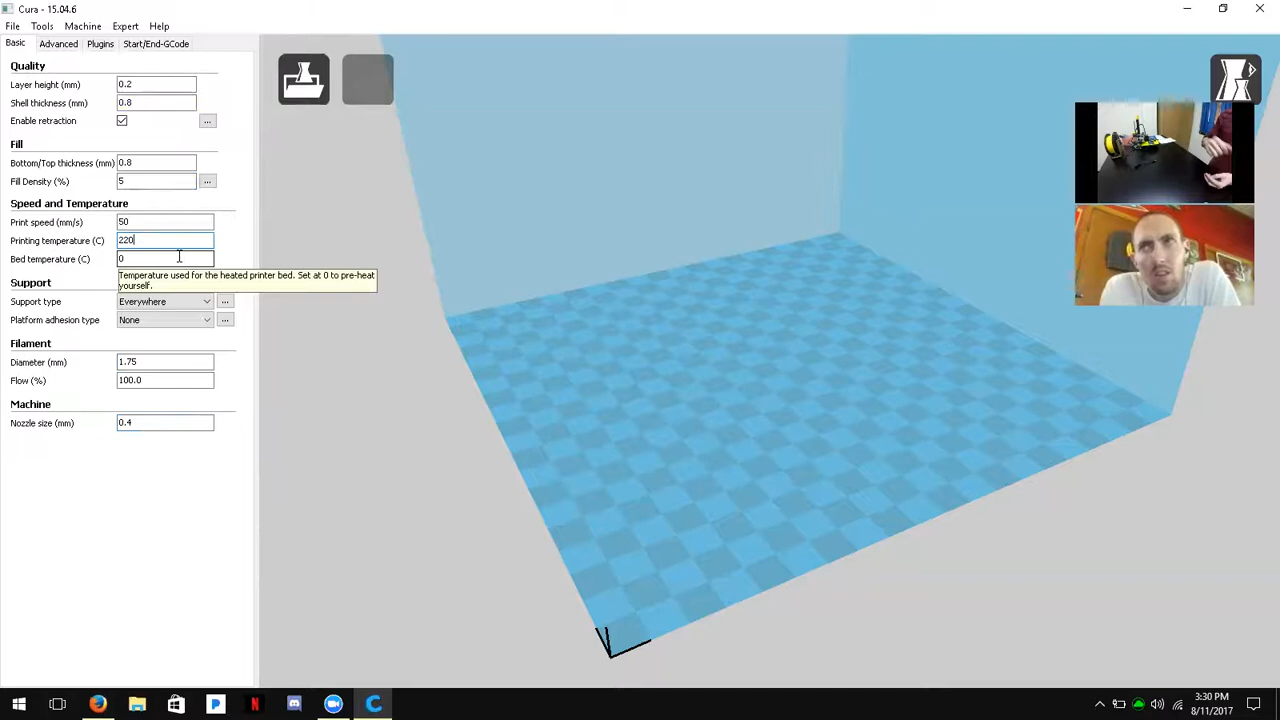 Cura - 15.04.6
File Tools Machine Expert Help
Basic Advanced Plugins Start/End-GCode
Quality
Layer height (mm) 0.2
Shell thickness (mm) 0.8
Enable retraction ...
Fill
Bottom/Top thickness (mm) 0.8
Fill Density (%) 5 ...
Speed and Temperature
Print speed (mm/s) 50
Printing temperature (C) 220
Bed temperature (C) 0
Temperature used for the heated printer bed. Set at 0 to pre-heat
yourself.
Support
Support type Everywhere ...
Platform adhesion type None ...
Filament
Diameter (mm) 1.75
Flow (%) 100.0
Machine
Nozzle size (mm) 0.4
3:30 PM
8/11/2017